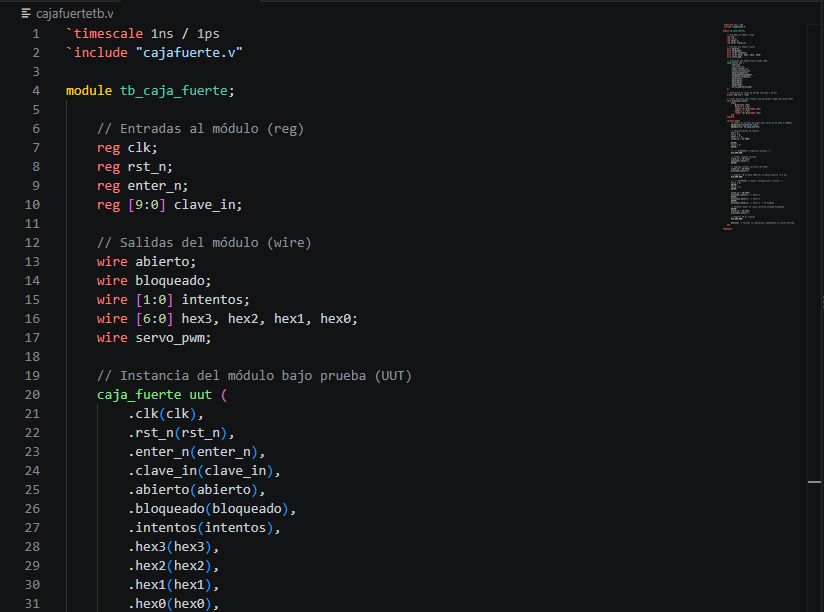 cajafuertetb.v
1 `timescale 1ns / 1ps
2 `include "cajafuerte.v"
3
4 module tb_caja_fuerte;
5
6 // Entradas al módulo (reg)
7 reg clk;
8 reg rst_n;
9 reg enter_n;
10 reg [9:0] clave_in;
11
12 // Salidas del módulo (wire)
13 wire abierto;
14 wire bloqueado;
15 wire [1:0] intentos;
16 wire [6:0] hex3, hex2, hex1, hex0;
17 wire servo_pwm;
18
19 // Instancia del módulo bajo prueba (UUT)
20 caja_fuerte uut (
21 .clk(clk),
22 .rst_n(rst_n),
23 .enter_n(enter_n),
24 .clave_in(clave_in),
25 .abierto(abierto),
26 .bloqueado(bloqueado),
27 .intentos(intentos),
28 .hex3(hex3),
29 .hex2(hex2),
30 .hex1(hex1),
31 .hex0(hex0),